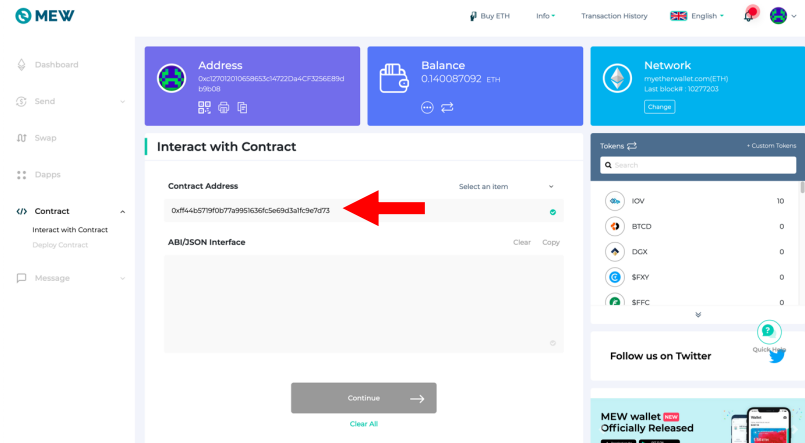 MEW
Buy ETH
Info
Transaction History
English
Dashboard
Send
Swap
Dapps
Contract
Interact with Contract
Deploy Contract
Message
Address
0xc127012010658653c14722Da4CF3256E89d
b9b08
Balance
0.140087092 ETH
Network
myetherwallet.com(ETH)
Last block# : 10277203
Change
Interact with Contract
Contract Address
Select an item
0xff44b5719f0b77a9951636fc5e69d3a1fc9e7d73
ABI/JSON Interface
Clear Copy
Continue
Clear All
Tokens
+ Custom Tokens
Search
IOV 10
BTCD 0
DGX 0
$FXY 0
$FFC 0
Quick Help
Follow us on Twitter
MEW wallet NEW
Officially Released